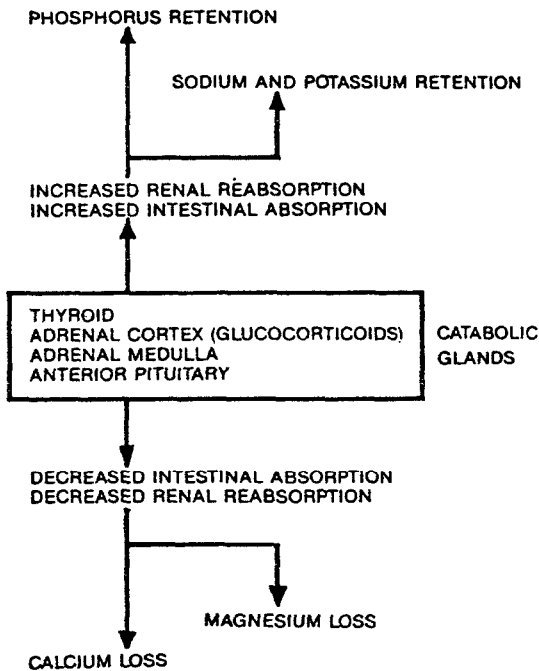 PHOSPHORUS RETENTION
SODIUM AND POTASSIUM RETENTION
INCREASED RENAL REABSORPTION
INCREASED INTESTINAL ABSORPTION
THYROID
ADRENAL CORTEX (GLUCOCORTICOIDS)
ADRENAL MEDULLA
ANTERIOR PITUITARY
CATABOLIC
GLANDS
DECREASED INTESTINAL ABSORPTION
DECREASED RENAL REABSORPTION
MAGNESIUM LOSS
CALCIUM LOSS